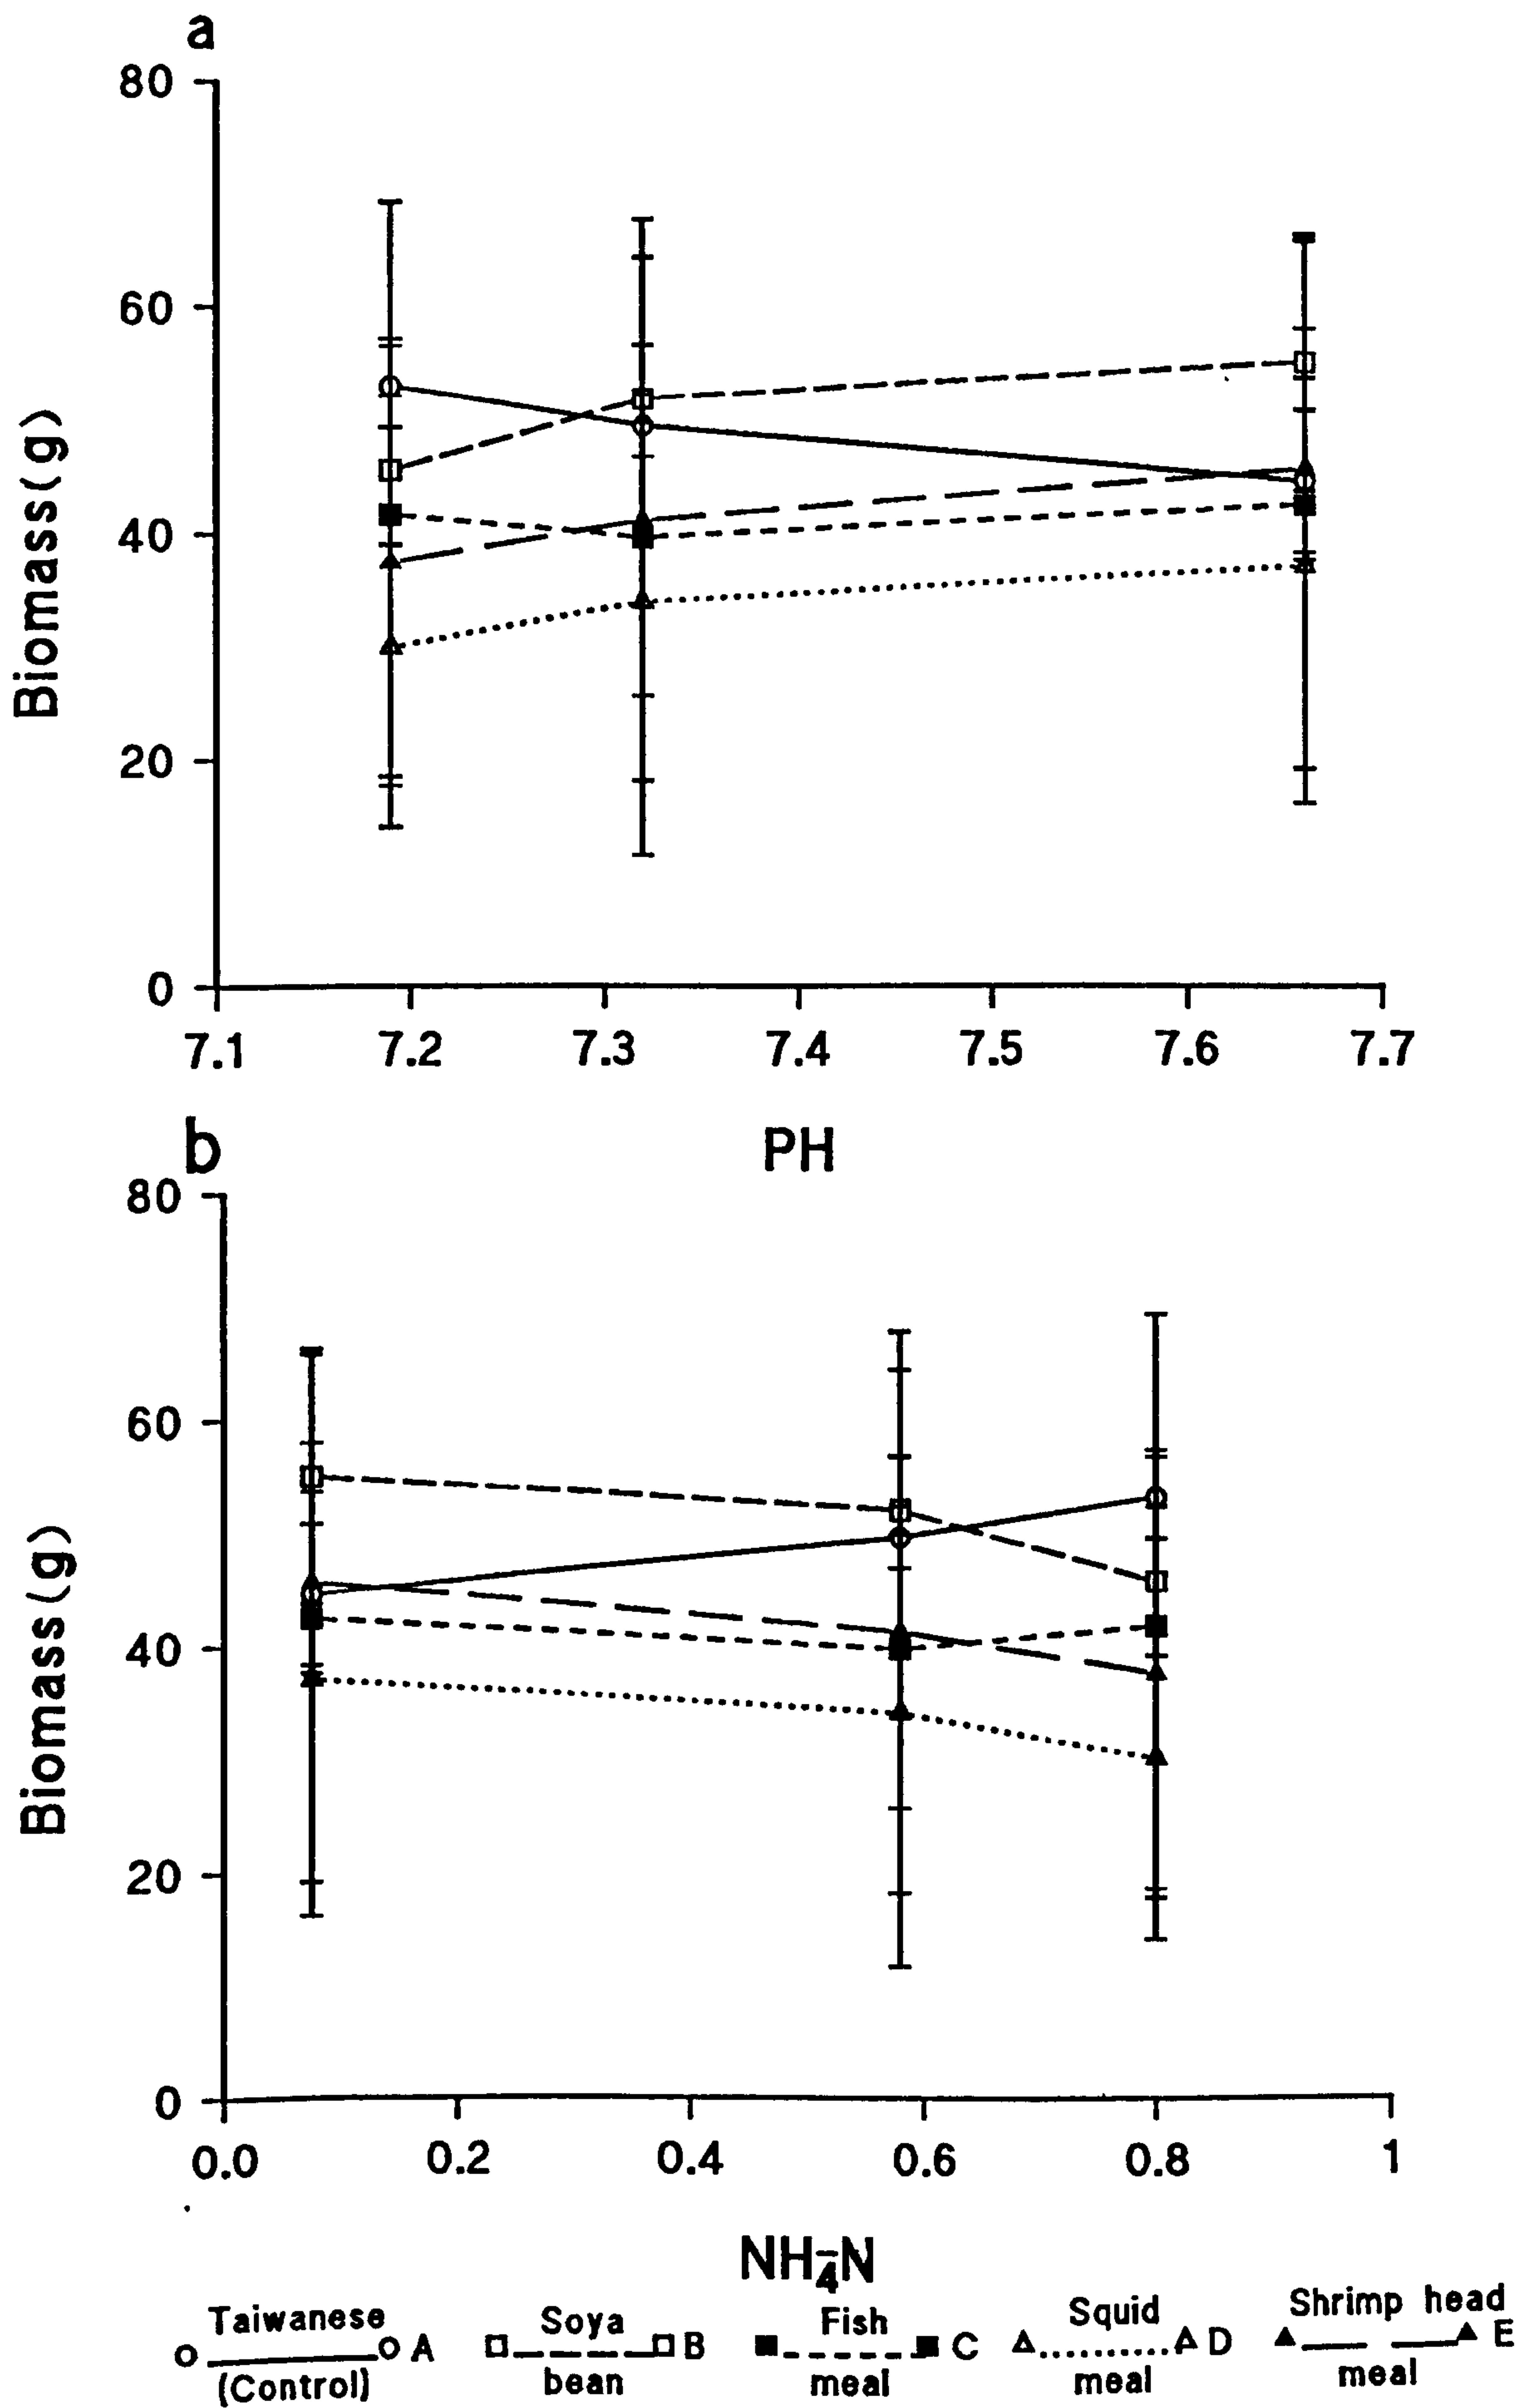 a
80
60
40
20
0
Biomass(g)
7.1 7.2 7.3 7.4 7.5 7.6 7.7
PH
b
80
60
40
20
0
Biomass(g)
0.0 0.2 0.4 0.6 0.8 1
NH4-N
Taiwanese Soya Fish Squid Shrimp head
A B C D E
(Control) bean meal meal meal